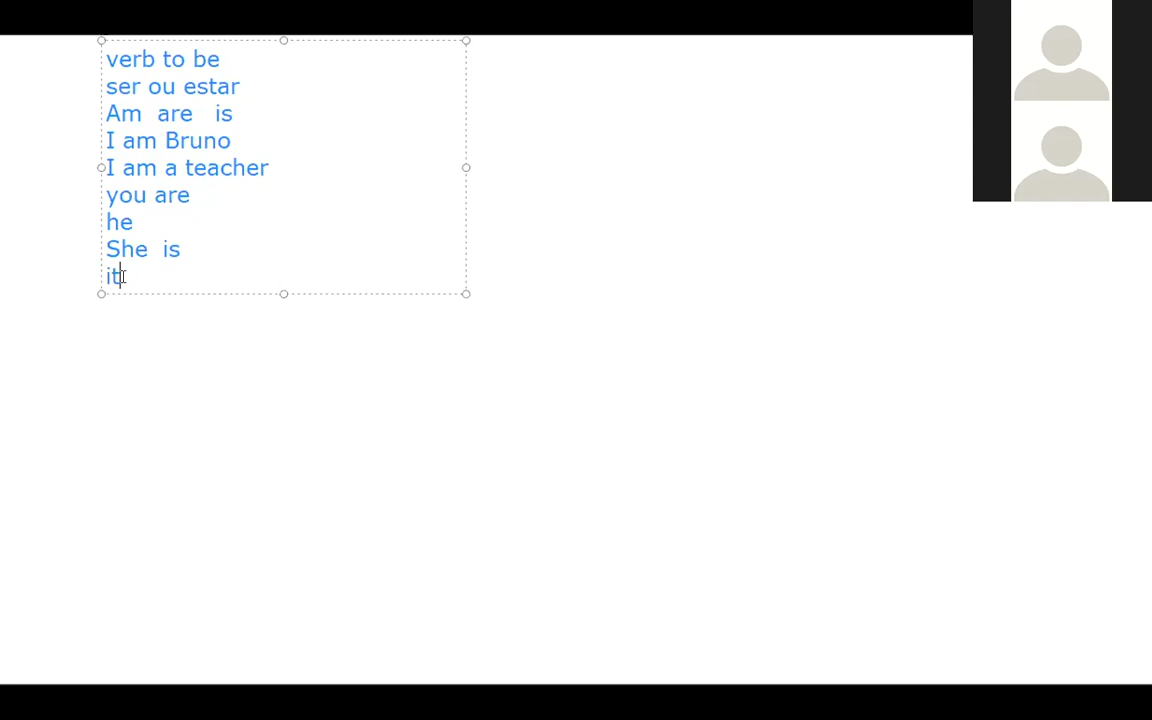 verb to be
ser ou estar
Am are is
I am Bruno
I am a teacher
you are
he
She is
it